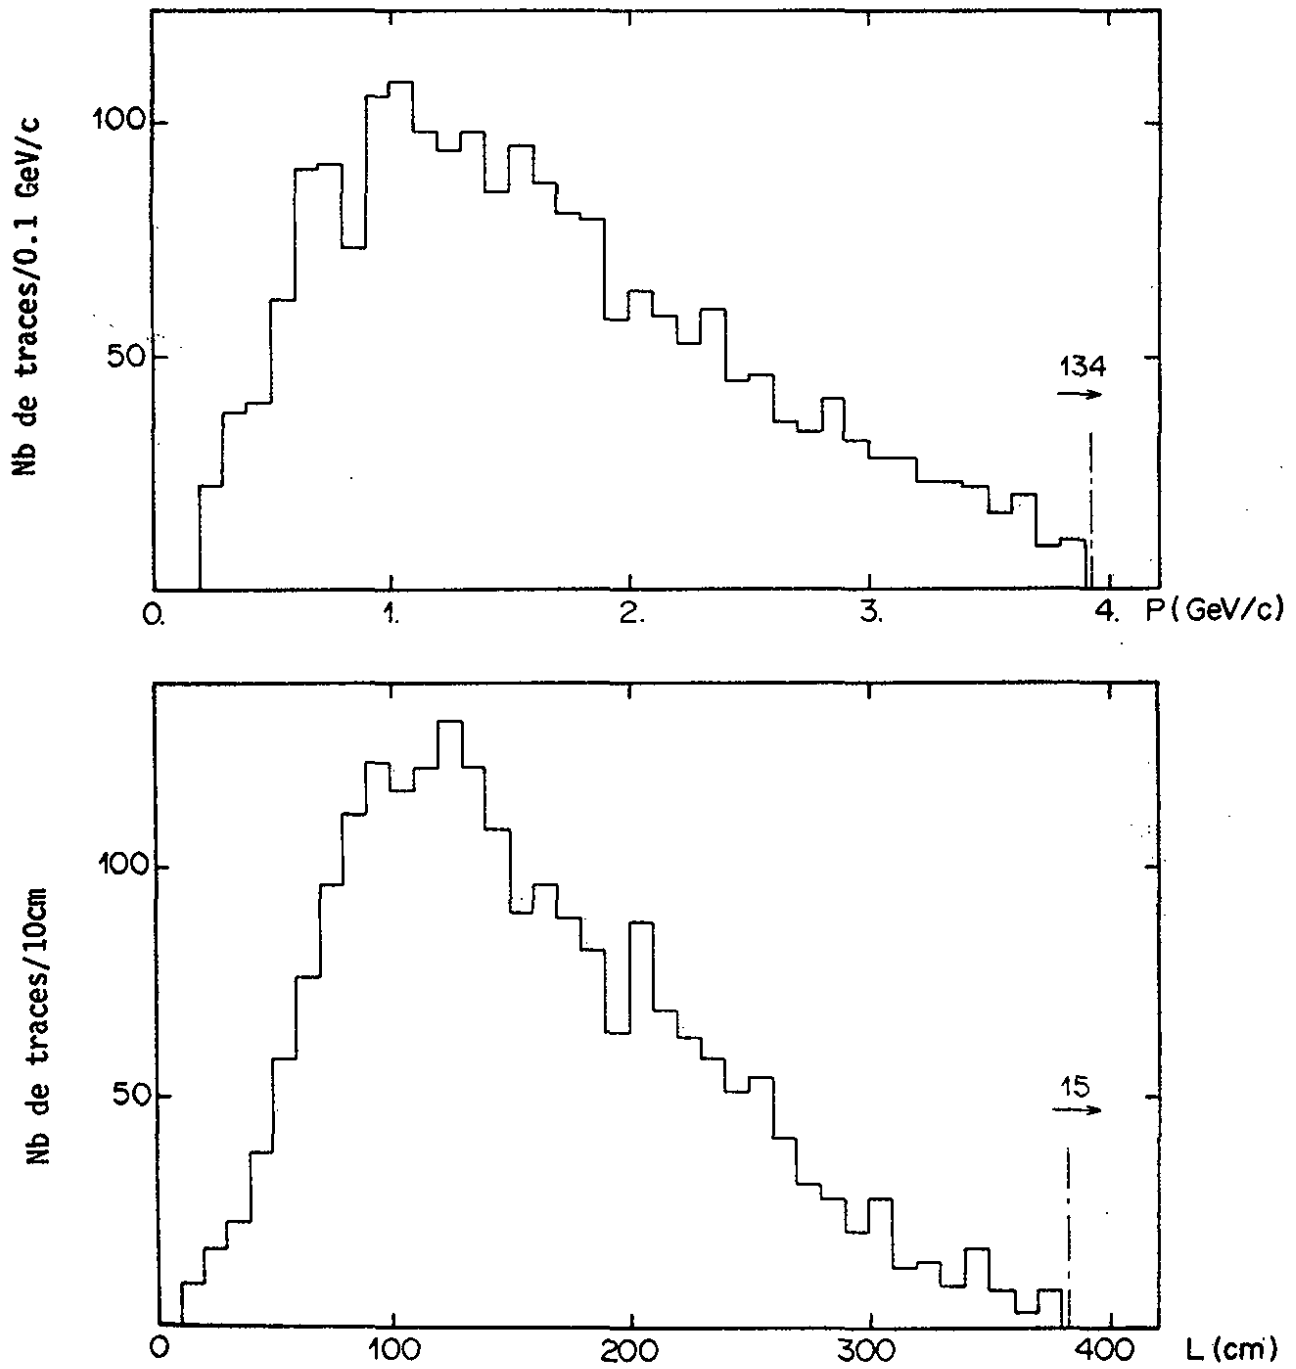 Nb de traces/0.1 GeV/c
100
50
134
0. 1. 2. 3. 4. P(GeV/c)
Nb de traces/10cm
100
50
15
0 100 200 300 400 L(cm)